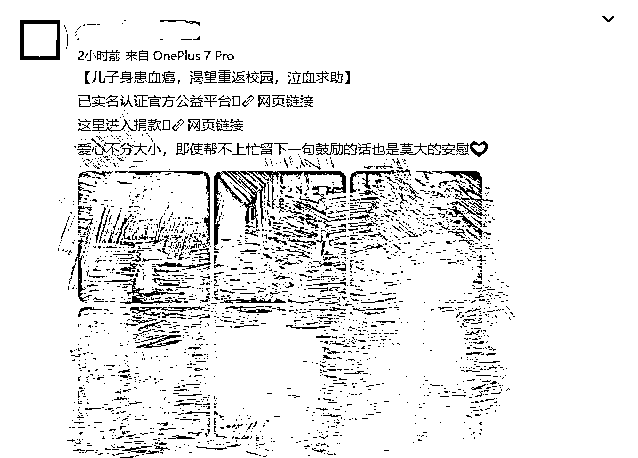 2小时前 来自 OnePlus 7 Pro
【儿子身患血癌，渴望重返校园，泣血求助】
已实名认证官方公益平台 网页链接
这里进入捐款 网页链接
爱心不分大小，即使帮不上忙留下一句鼓励的话也是莫大的安慰